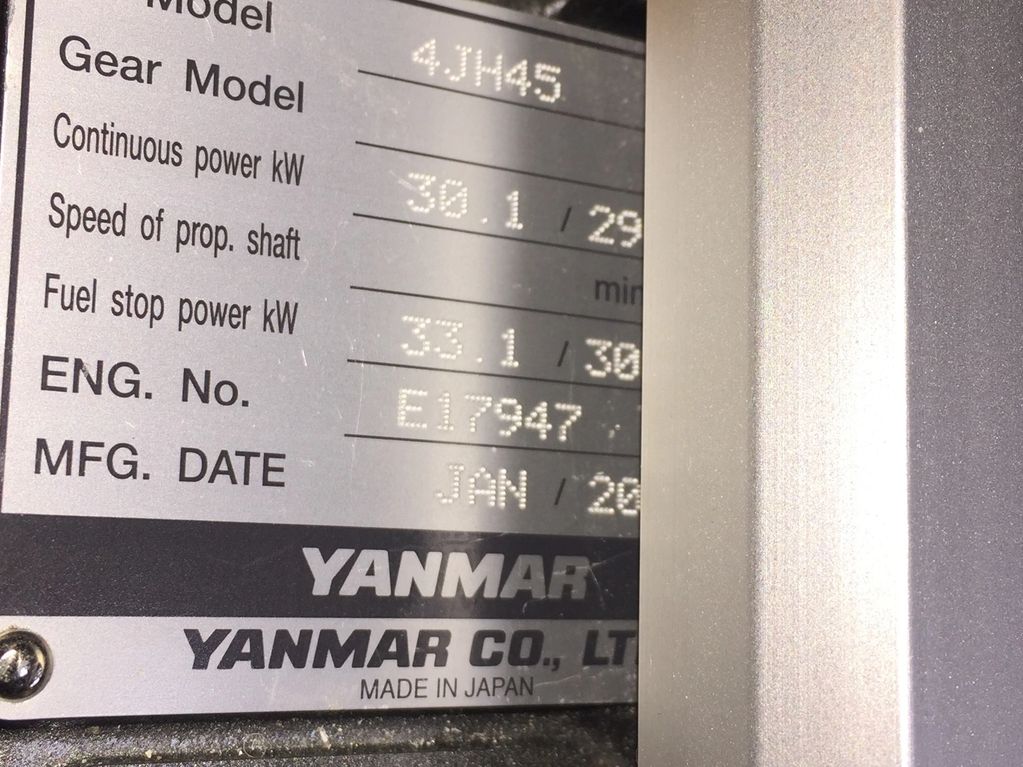 Model 4JH45
Gear Model
Continuous power kW 30.1 / 29
Speed of prop. shaft min
Fuel stop power kW 33.1 / 30
ENG. No. E17947
MFG. DATE JAN / 20
YANMAR
YANMAR CO., LT
MADE IN JAPAN